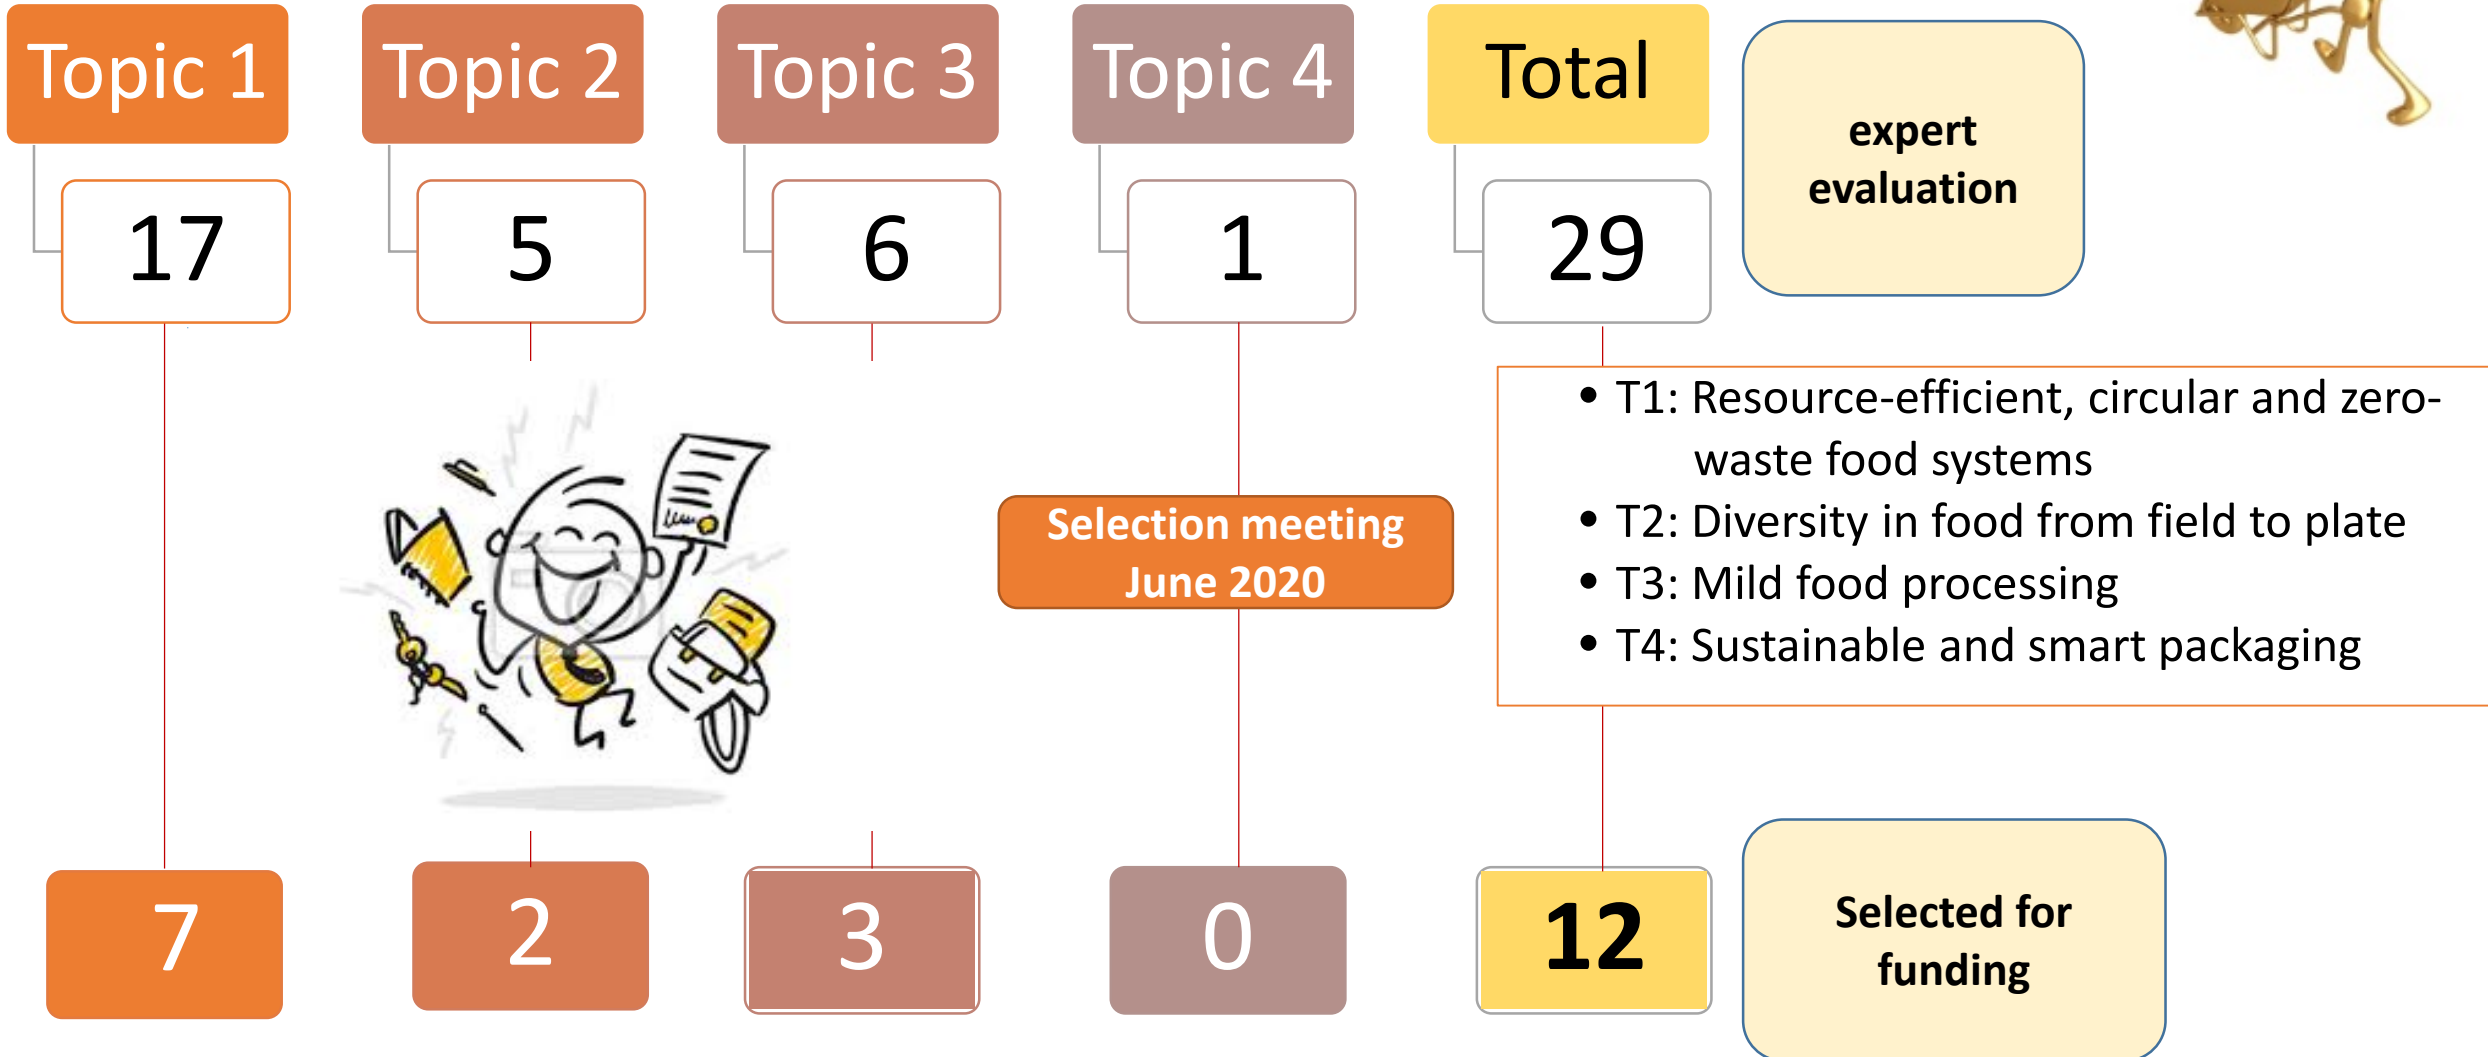 Topic 1
Topic 2
Topic 3
Topic 4
Total
expert
evaluation
17
5
6
1
29
• T1: Resource-efficient, circular and zero-
waste food systems
• T2: Diversity in food from field to plate
• T3: Mild food processing
• T4: Sustainable and smart packaging
Selection meeting
June 2020
7
2
3
0
12
Selected for
funding